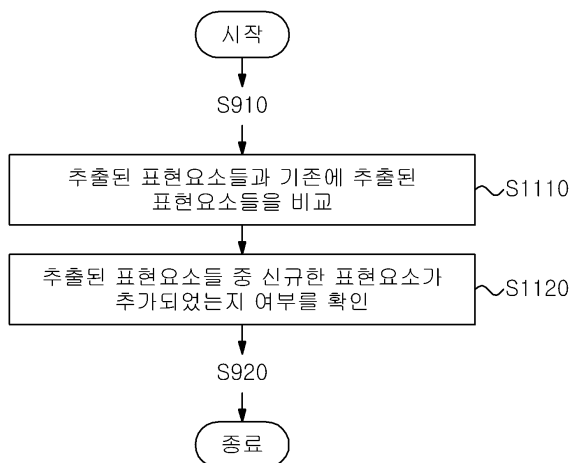 시작
S910
추출된 표현요소들과 기존에 추출된
표현요소들을 비교
S1110
추출된 표현요소들 중 신규한 표현요소가
추가되었는지 여부를 확인
S1120
S920
종료